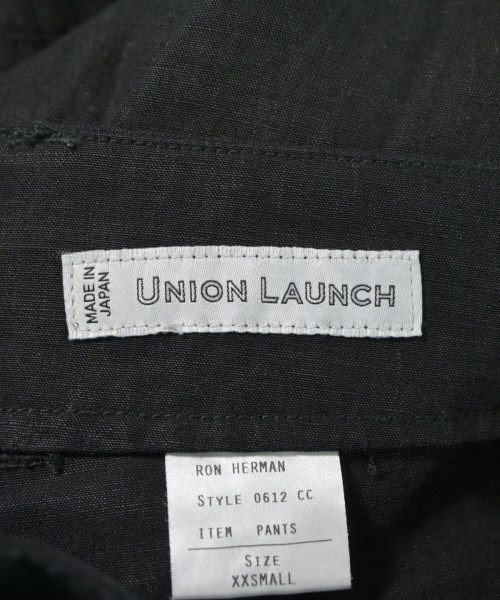 MADE IN
JAPAN
UNION LAUNCH
RON HERMAN
STYLE 0612 CC
ITEM PANTS
SIZE
XXSMALL